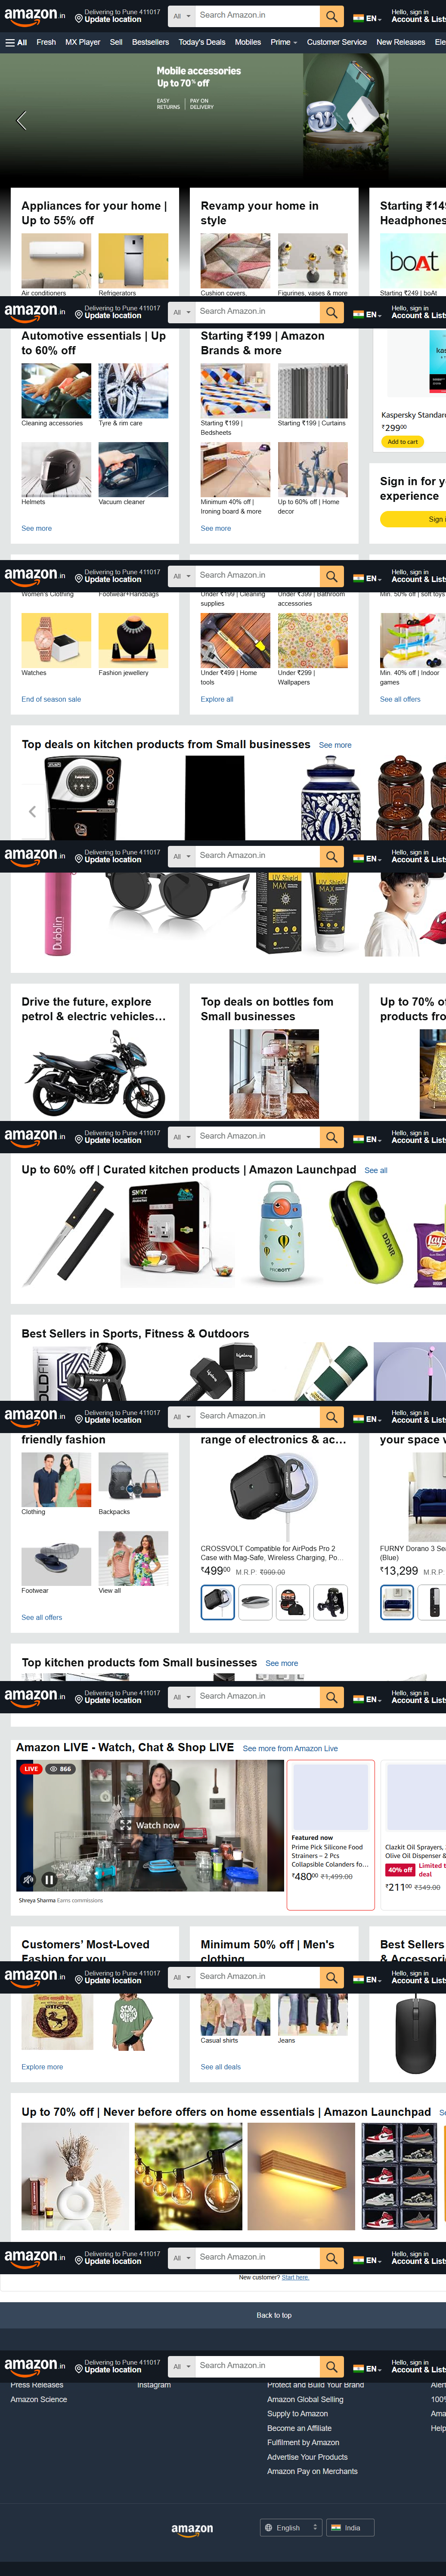 amazon.in
Delivering to Pune 411017
Update location
All
Search Amazon.in
EN
Hello, sign in
Account & Lists
All
Fresh
MX Player
Sell
Bestsellers
Today's Deals
Mobiles
Prime
Customer Service
New Releases
Ele
Mobile accessories
Up to 70% off
EASY RETURNS
PAY ON DELIVERY
Appliances for your home |
Up to 55% off
Air conditioners
Refrigerators
Revamp your home in
style
Cushion covers,
Figurines, vases & more
Starting ₹149
Headphones
boAt
Starting ₹249 | boAt
amazon.in
Delivering to Pune 411017
Update location
All
Search Amazon.in
EN
Hello, sign in
Account & Lists
Automotive essentials | Up
to 60% off
Cleaning accessories
Tyre & rim care
Helmets
Vacuum cleaner
See more
Starting ₹199 | Amazon
Brands & more
Starting ₹199 |
Bedsheets
Starting ₹199 | Curtains
Minimum 40% off |
Ironing board & more
Up to 60% off | Home
decor
See more
Kaspersky Standar
₹299.00
Add to cart
Sign in for y
experience
Sign i
amazon.in
Delivering to Pune 411017
Update location
All
Search Amazon.in
EN
Hello, sign in
Account & Lists
Women's Clothing
Footwear+Handbags
Watches
Fashion jewellery
End of season sale
Under ₹199 | Cleaning
supplies
Under ₹399 | Bathroom
accessories
Under ₹499 | Home
tools
Under ₹299 |
Wallpapers
Explore all
Min. 50% off | soft toys
Min. 40% off | Indoor
games
See all offers
Top deals on kitchen products from Small businesses
See more
amazon.in
Delivering to Pune 411017
Update location
All
Search Amazon.in
EN
Hello, sign in
Account & Lists
Dubblin
UV Shield
MAX
UV Shield
MAX
Drive the future, explore
petrol & electric vehicles…
Top deals on bottles fom
Small businesses
Up to 70% o
products fro
amazon.in
Delivering to Pune 411017
Update location
All
Search Amazon.in
EN
Hello, sign in
Account & Lists
Up to 60% off | Curated kitchen products | Amazon Launchpad
See all
SMART
PROBOTT
DDNR
Lay's
Best Sellers in Sports, Fitness & Outdoors
OLDFIT
amazon.in
Delivering to Pune 411017
Update location
All
Search Amazon.in
EN
Hello, sign in
Account & Lists
friendly fashion
Clothing
Backpacks
Footwear
View all
See all offers
range of electronics & ac…
CROSSVOLT Compatible for AirPods Pro 2
Case with Mag-Safe, Wireless Charging, Po…
₹499.00 M.R.P: ₹999.00
your space w
FURNY Dorano 3 Sea
(Blue)
₹13,299 M.R.P:
Top kitchen products fom Small businesses
See more
amazon.in
Delivering to Pune 411017
Update location
All
Search Amazon.in
EN
Hello, sign in
Account & Lists
Amazon LIVE - Watch, Chat & Shop LIVE
See more from Amazon Live
LIVE
866
Watch now
Shreya Sharma Earns commissions
Featured now
Prime Pick Silicone Food
Strainers – 2 Pcs
Collapsible Colanders fo…
₹480.00 ₹1,499.00
Clazkit Oil Sprayers,
Olive Oil Dispenser &
40% off
Limited t
deal
₹211.00 ₹349.00
Customers' Most-Loved
Fashion for you
Minimum 50% off | Men's
clothing
Best Sellers
& Accessori
amazon.in
Delivering to Pune 411017
Update location
All
Search Amazon.in
EN
Hello, sign in
Account & Lists
Explore more
Casual shirts
Jeans
See all deals
Up to 70% off | Never before offers on home essentials | Amazon Launchpad
Se
amazon.in
Delivering to Pune 411017
Update location
All
Search Amazon.in
EN
Hello, sign in
Account & Lists
New customer? Start here.
Back to top
amazon.in
Delivering to Pune 411017
Update location
All
Search Amazon.in
EN
Hello, sign in
Account & Lists
Press Releases
Amazon Science
Instagram
Protect and Build Your Brand
Amazon Global Selling
Supply to Amazon
Become an Affiliate
Fulfilment by Amazon
Advertise Your Products
Amazon Pay on Merchants
100%
Ama
Help
amazon
English
India